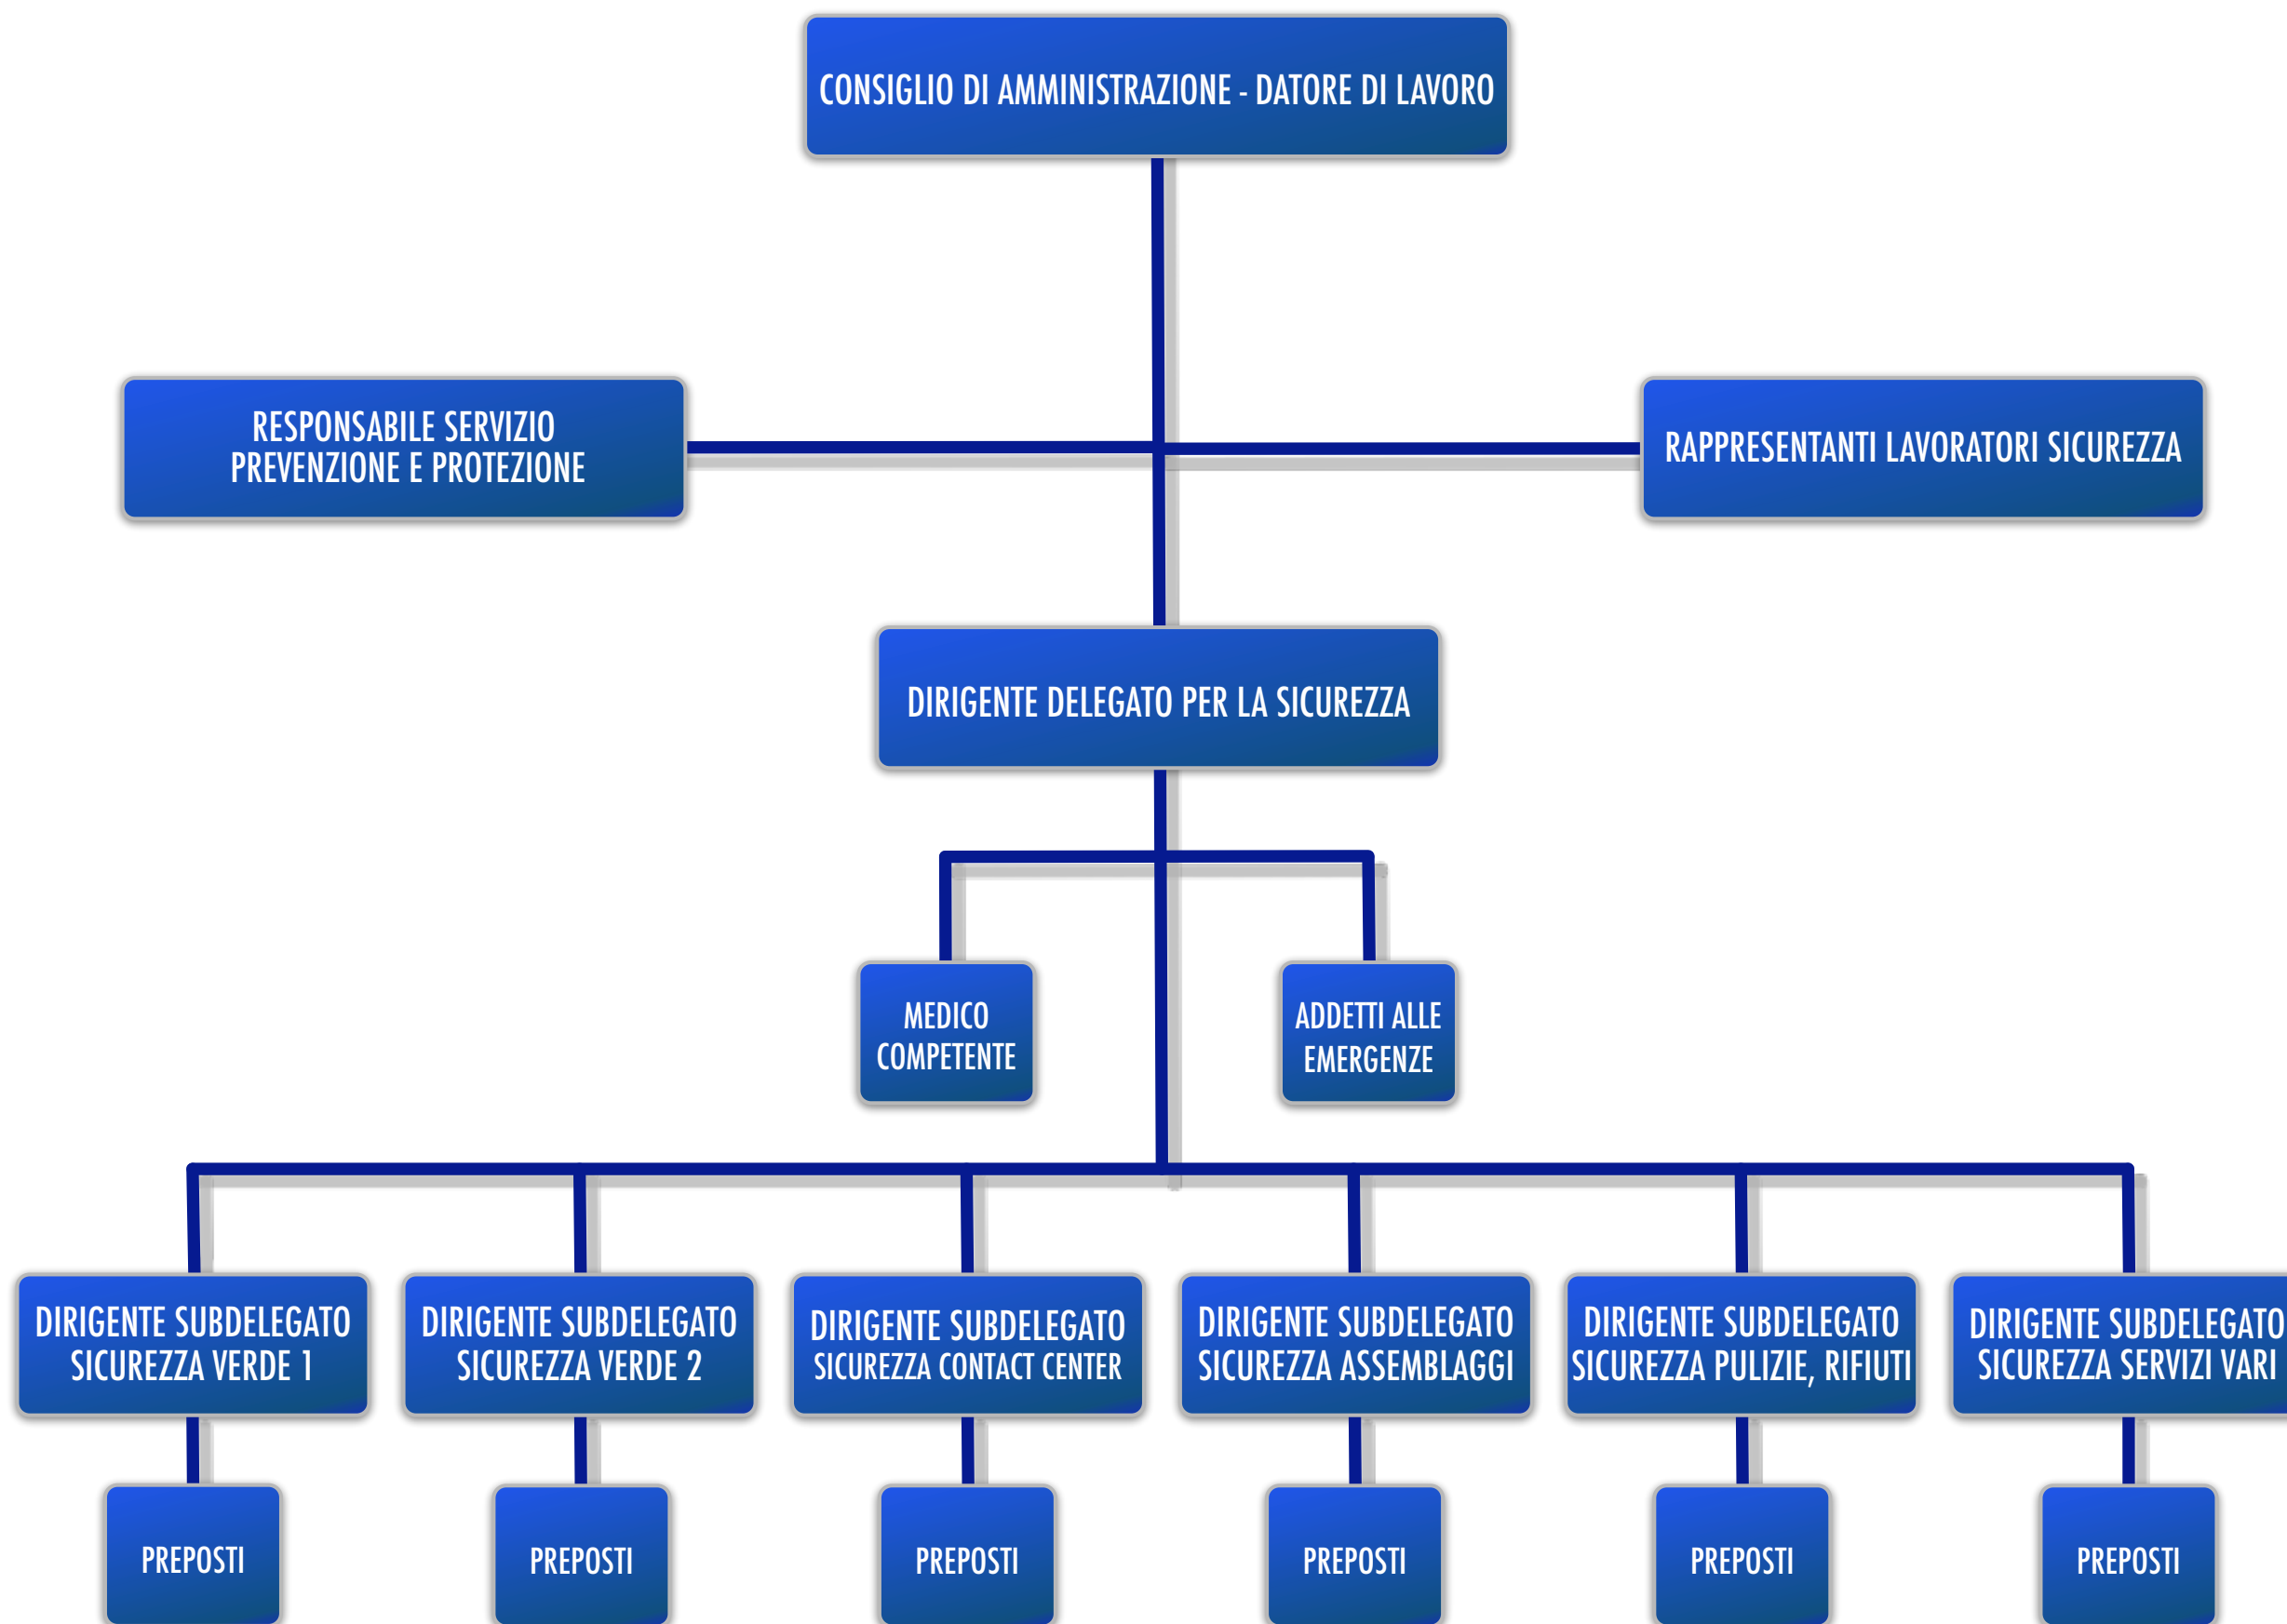 CONSIGLIO DI AMMINISTRAZIONE - DATORE DI LAVORO
RESPONSABILE SERVIZIO
PREVENZIONE E PROTEZIONE
RAPPRESENTANTI LAVORATORI SICUREZZA
DIRIGENTE DELEGATO PER LA SICUREZZA
MEDICO
COMPETENTE
ADDETTI ALLE
EMERGENZE
DIRIGENTE SUBDELEGATO
SICUREZZA VERDE 1
DIRIGENTE SUBDELEGATO
SICUREZZA VERDE 2
DIRIGENTE SUBDELEGATO
SICUREZZA CONTACT CENTER
DIRIGENTE SUBDELEGATO
SICUREZZA ASSEMBLAGGI
DIRIGENTE SUBDELEGATO
SICUREZZA PULIZIE, RIFIUTI
DIRIGENTE SUBDELEGATO
SICUREZZA SERVIZI VARI
PREPOSTI
PREPOSTI
PREPOSTI
PREPOSTI
PREPOSTI
PREPOSTI